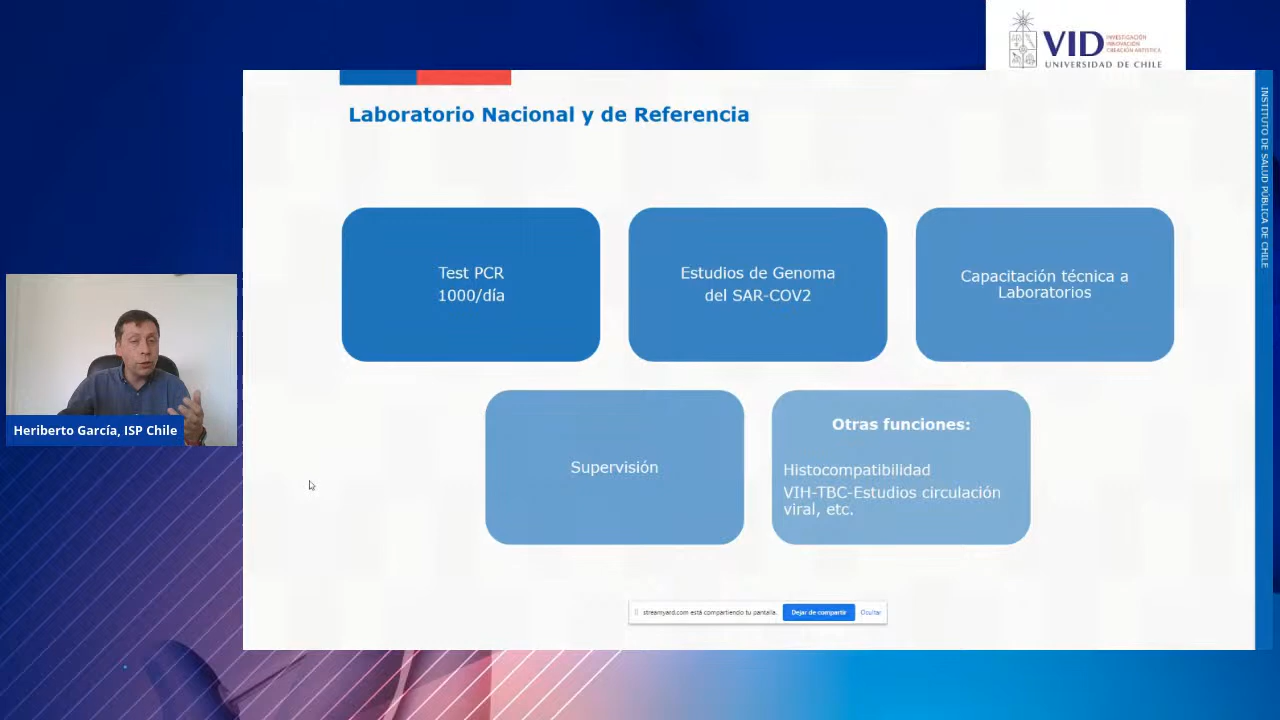 VID
INVESTIGACIÓN
INNOVACIÓN
CREACIÓN ARTÍSTICA
UNIVERSIDAD DE CHILE
INSTITUTO DE SALUD PÚBLICA DE CHILE
Laboratorio Nacional y de Referencia
Test PCR
1000/día
Estudios de Genoma
del SAR-COV2
Capacitación técnica a
Laboratorios
Heriberto García, ISP Chile
Supervisión
Otras funciones:
Histocompatibilidad
VIH-TBC-Estudios circulación
viral, etc.
streamyard.com está compartiendo tu pantalla.
Dejar de compartir
Ocultar